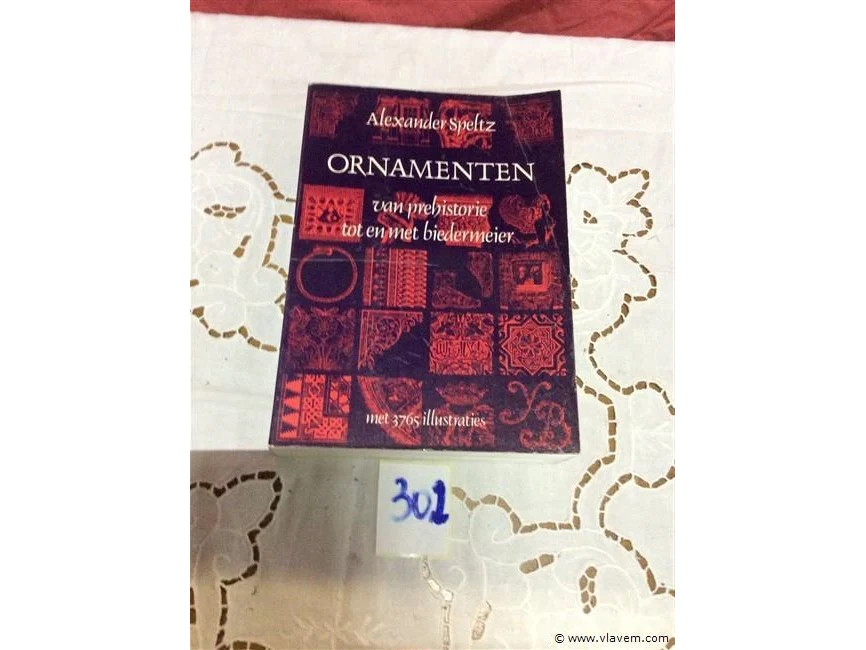 Alexander Speltz
ORNAMENTEN
van prehistorie
tot en met biedermeier
met 3765 illustraties
301
© www.vlavem.com